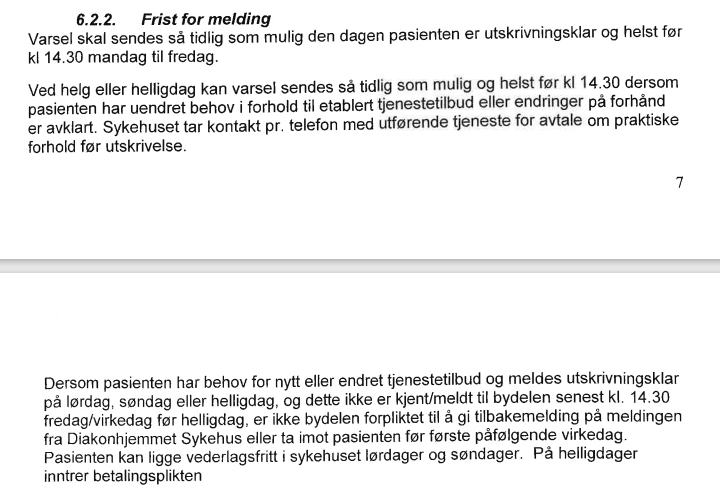 6.2.2. Frist for melding
Varsel skal sendes så tidlig som mulig den dagen pasienten er utskrivningsklar og helst før
kl 14.30 mandag til fredag.
Ved helg eller helligdag kan varsel sendes så tidlig som mulig og helst før kl 14.30 dersom
pasienten har uendret behov i forhold til etablert tjenestetilbud eller endringer på forhånd
er avklart. Sykehuset tar kontakt pr. telefon med utførende tjeneste for avtale om praktiske
forhold før utskrivelse.
7
Dersom pasienten har behov for nytt eller endret tjenestetilbud og meldes utskrivningsklar
på lørdag, søndag eller helligdag, og dette ikke er kjent/meldt til bydelen senest kl. 14.30
fredag/virkedag før helligdag, er ikke bydelen forpliktet til å gi tilbakemelding på meldingen
fra Diakonhjemmet Sykehus eller ta imot pasienten før første påfølgende virkedag.
Pasienten kan ligge vederlagsfritt i sykehuset lørdager og søndager. På helligdager
inntrer betalingsplikten